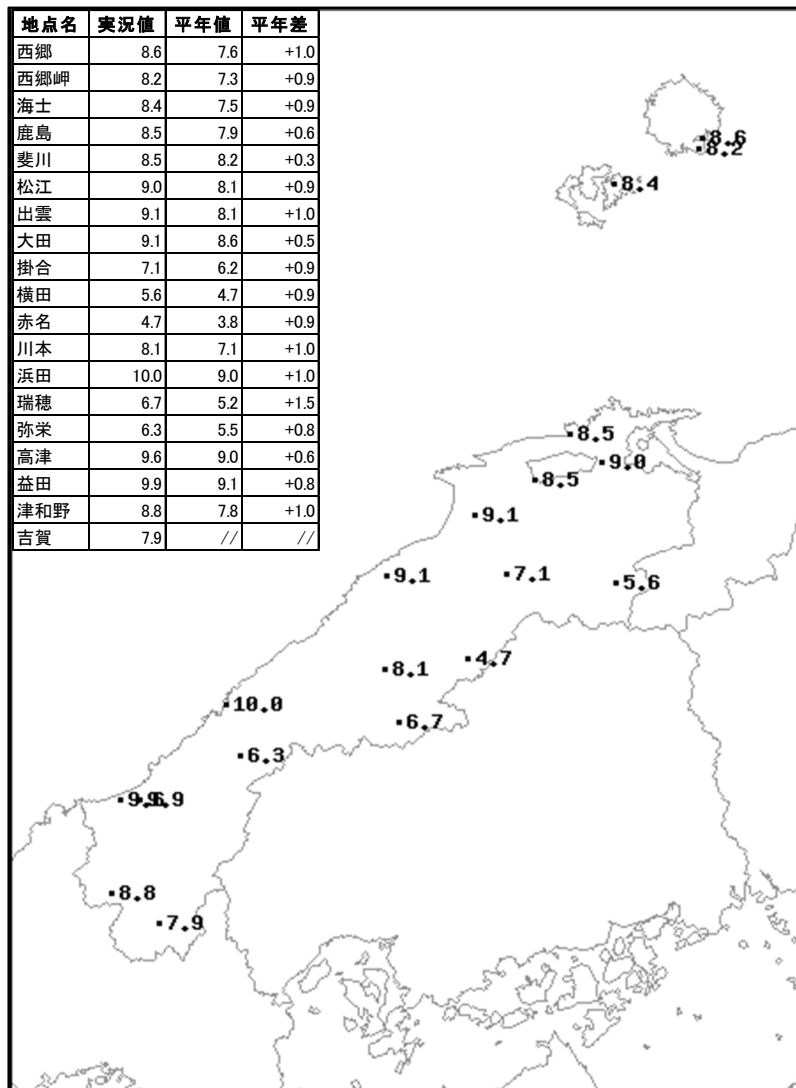 地点名 実況値 平年値 平年差
西郷 8.6 7.6 +1.0
西郷岬 8.2 7.3 +0.9
海士 8.4 7.5 +0.9
鹿島 8.5 7.9 +0.6
斐川 8.5 8.2 +0.3
松江 9.0 8.1 +0.9
出雲 9.1 8.1 +1.0
大田 9.1 8.6 +0.5
掛合 7.1 6.2 +0.9
横田 5.6 4.7 +0.9
赤名 4.7 3.8 +0.9
川本 8.1 7.1 +1.0
浜田 10.0 9.0 +1.0
瑞穂 6.7 5.2 +1.5
弥栄 6.3 5.5 +0.8
高津 9.6 9.0 +0.6
益田 9.9 9.1 +0.8
津和野 8.8 7.8 +1.0
吉賀 7.9 // //
8.6
8.2
8.4
8.5
9.0
8.5
9.1
9.1
7.1
5.6
4.7
8.1
10.0
6.7
6.3
9.6
9.9
8.8
7.9